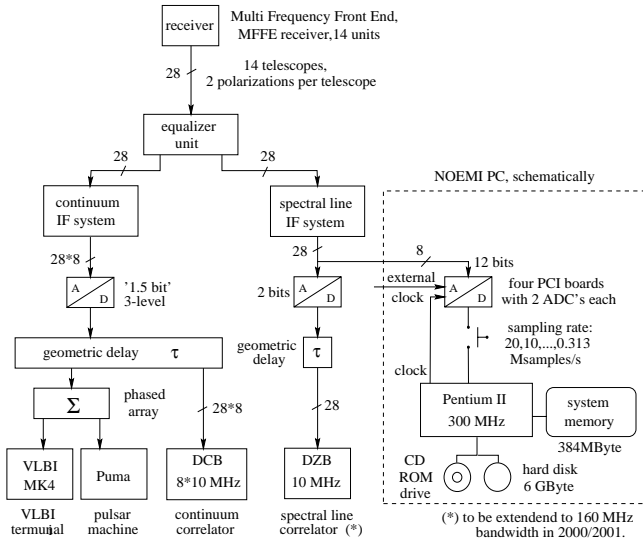 receiver
Multi Frequency Front End,
MFFE receiver,14 units
28
14 telescopes,
2 polarizations per telescope
equalizer
unit
28
28
NOEMI PC, schematically
continuum
IF system
spectral line
IF system
28*8
28
8
12 bits
A
D
'1.5 bit'
3-level
2 bits
A
D
external
clock
A
D
four PCI boards
with 2 ADC's each
sampling rate:
20,10,...,0.313
Msamples/s
geometric delay τ
geometric
delay
τ
clock
Σ
phased
array
28*8
28
Pentium II
300 MHz
system
memory
384MByte
VLBI
MK4
Puma
DCB
8*10 MHz
DZB
10 MHz
CD
ROM
drive
hard disk
6 GByte
VLBI
termunal
pulsar
machine
continuum
correlator
spectral line
correlator (*)
(*) to be extendend to 160 MHz
bandwidth in 2000/2001.